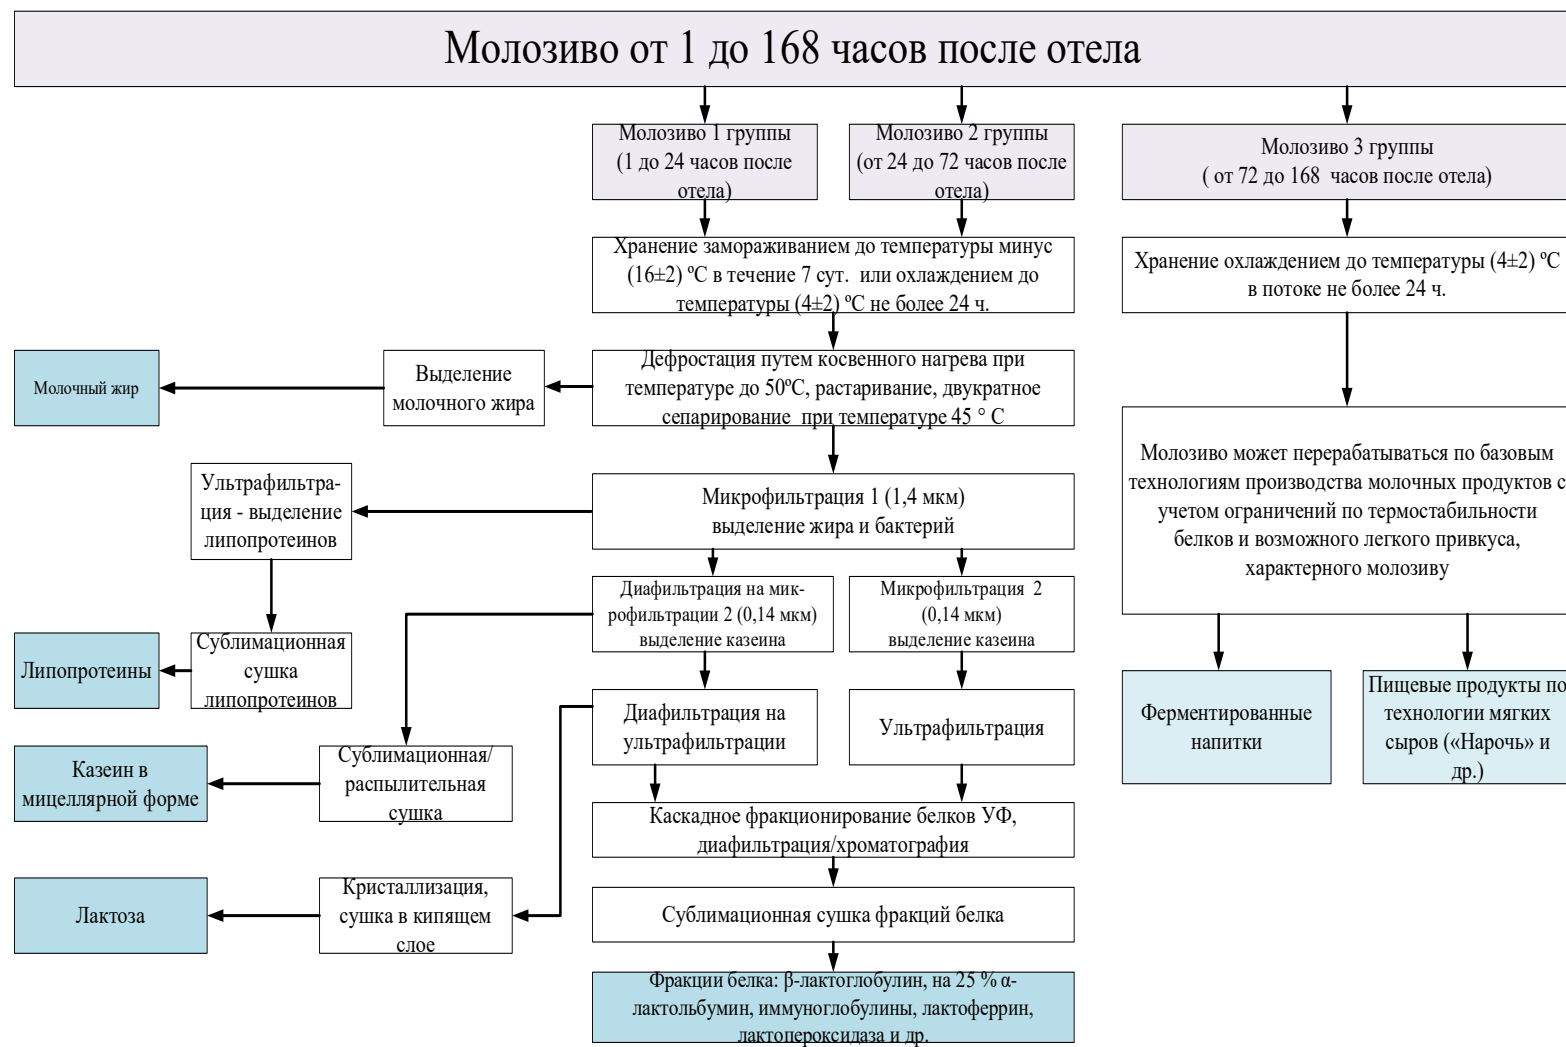 Молозиво от 1 до 168 часов после отела
Молозиво 1 группы
(1 до 24 часов после
отела)
Молозиво 2 группы
(от 24 до 72 часов после
отела)
Молозиво 3 группы
( от 72 до 168 часов после отела)
Хранение замораживанием до температуры минус
(16±2) ºС в течение 7 сут. или охлаждением до
температуры (4±2) ºС не более 24 ч.
Хранение охлаждением до температуры (4±2) ºС
в потоке не более 24 ч.
Молочный жир
Выделение
молочного жира
Дефростация путем косвенного нагрева при
температуре до 50ºС, растаривание, двукратное
сепарирование при температуре 45 ° С
Молозиво может перерабатываться по базовым
технологиям производства молочных продуктов с
учетом ограничений по термостабильности
белков и возможного легкого привкуса,
характерного молозиву
Ультрафильтра-
ция - выделение
липопротеинов
Микрофильтрация 1 (1,4 мкм)
выделение жира и бактерий
Диафильтрация на мик-
рофильтрации 2 (0,14 мкм)
выделение казеина
Микрофильтрация 2
(0,14 мкм)
выделение казеина
Липопротеины
Сублимационная
сушка
липопротеинов
Диафильтрация на
ультрафильтрации
Ультрафильтрация
Ферментированные
напитки
Пищевые продукты по
технологии мягких
сыров («Нарочь» и
др.)
Казеин в
мицеллярной форме
Сублимационная/
распылительная
сушка
Каскадное фракционирование белков УФ,
диафильтрация/хроматография
Лактоза
Кристаллизация,
сушка в кипящем
слое
Сублимационная сушка фракций белка
Фракции белка: β-лактоглобулин, на 25 % α-
лактольбумин, иммуноглобулины, лактоферрин,
лактопероксидаза и др.